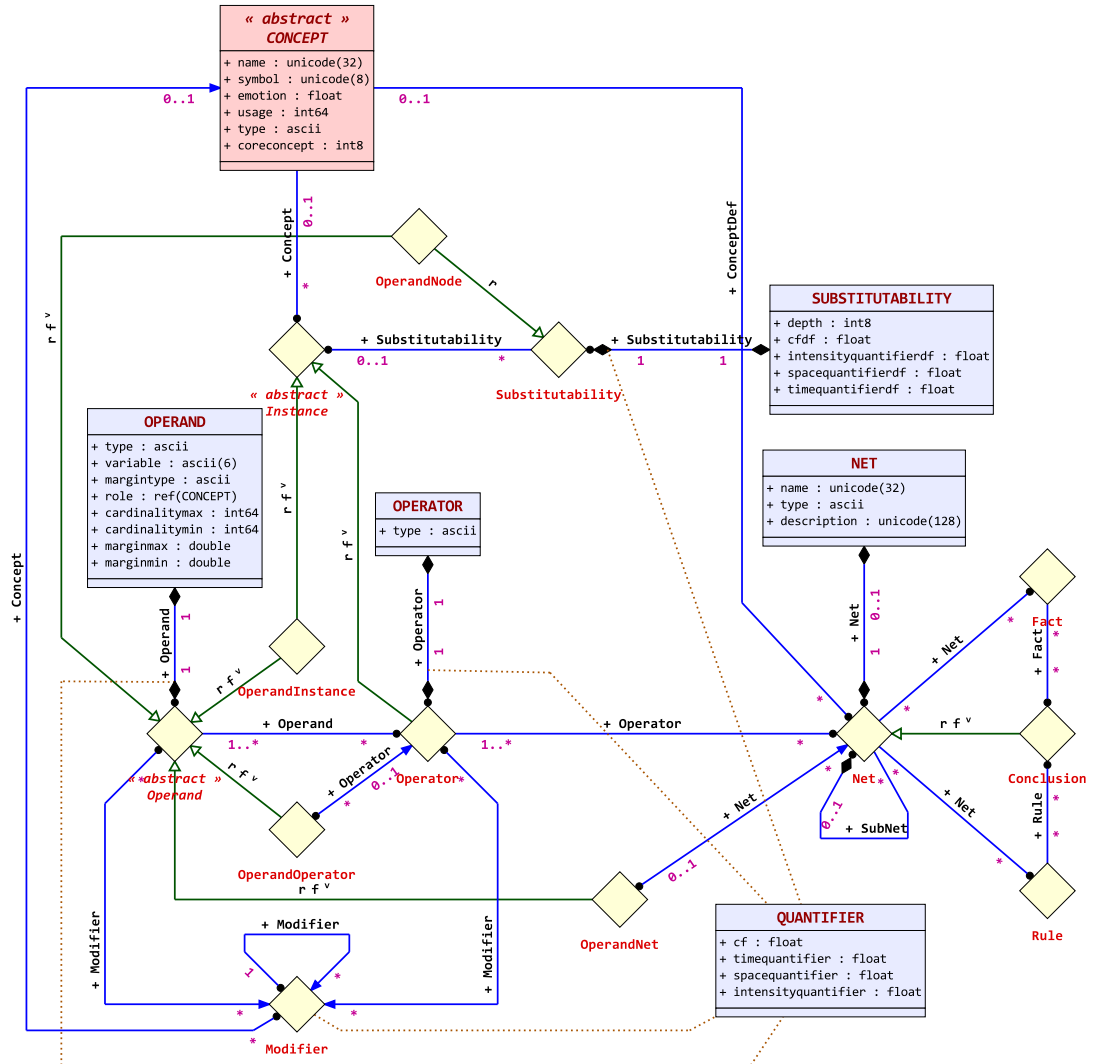 « abstract »
CONCEPT
+ name : unicode(32)
+ symbol : unicode(8)
+ emotion : float
+ usage : int64
+ type : ascii
+ coreconcept : int8
0..1
0..1
+ Concept
0..1
*
+ ConceptDef
OperandNode
r
r f v
SUBSTITUTABILITY
+ depth : int8
+ cfdf : float
+ intensityquantifierdf : float
+ spacequantifierdf : float
+ timequantifierdf : float
+ Substitutability
0..1
*
+ Substitutability
1
1
« abstract »
Instance
Substitutability
OPERAND
+ type : ascii
+ variable : ascii(6)
+ margintype : ascii
+ role : ref(CONCEPT)
+ cardinalitymax : int64
+ cardinalitymin : int64
+ marginmax : double
+ marginmin : double
r f v
r f v
OPERATOR
+ type : ascii
NET
+ name : unicode(32)
+ type : ascii
+ description : unicode(128)
+ Concept
+ Operand
1
1
+ Operator
1
1
+ Net
0..1
1
Fact
+ Fact
*
*
+ Net
*
*
OperandInstance
r f v
+ Operand
1..*
*
+ Operator
1..*
*
*
r f v
« abstract »
Operand
*
Operator
*
Net
Conclusion
r f v
+ Operator
0..1
*
OperandOperator
+ Net
0..1
*
0..1
+ SubNet
*
+ Net
*
*
+ Rule
*
*
Rule
r f v
OperandNet
+ Modifier
+ Modifier
+ Modifier
1
*
*
*
*
Modifier
QUANTIFIER
+ cf : float
+ timequantifier : float
+ spacequantifier : float
+ intensityquantifier : float